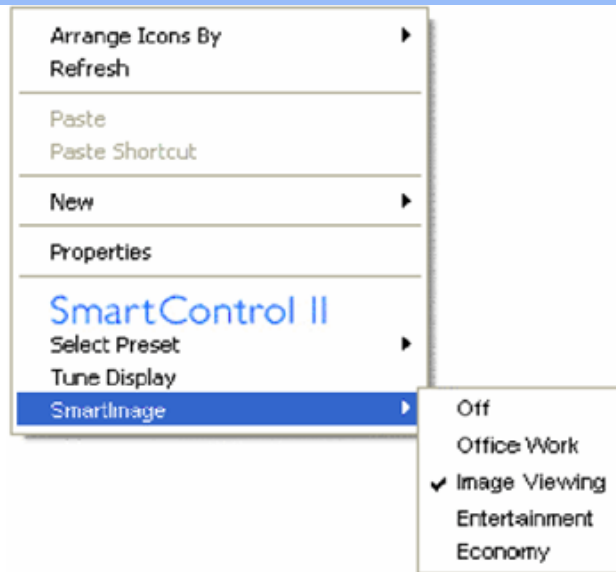 Arrange Icons By
Refresh
Paste
Paste Shortcut
New
Properties
SmartControl II
Select Preset
Tune Display
SmartImage
Off
Office Work
Image Viewing
Entertainment
Economy